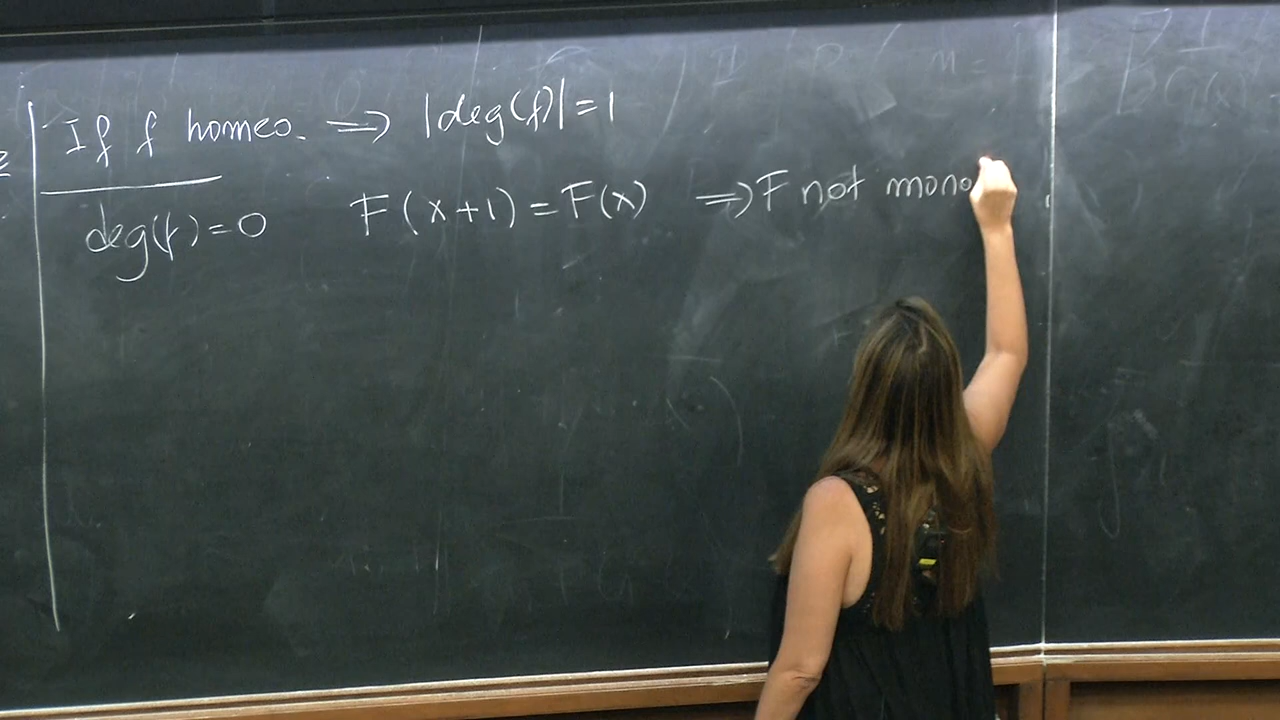 If f homeo. ⇒ |deg(f)| = 1
deg(f) = 0 F(x+1) = F(x) ⇒ F not mono